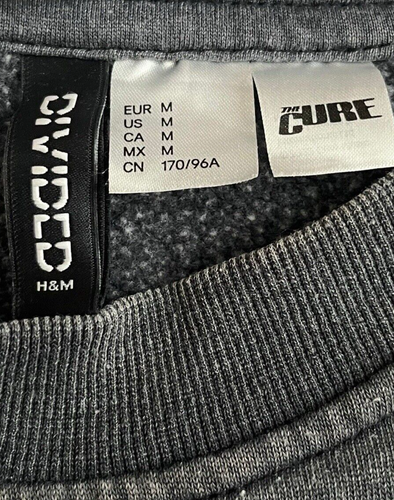 DIVIDED
H&M
EUR M
US M
CA M
MX M
CN 170/96A
THE CURE